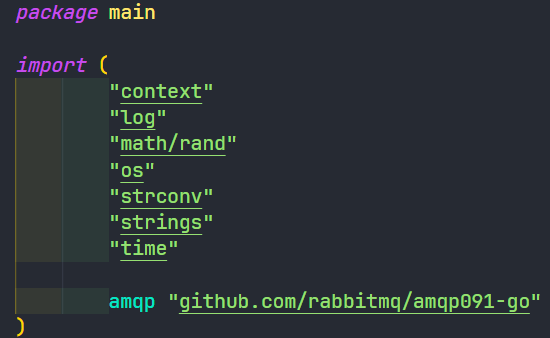 package main
import (
"context"
"log"
"math/rand"
"os"
"strconv"
"strings"
"time"
amqp "github.com/rabbitmq/amqp091-go"
)